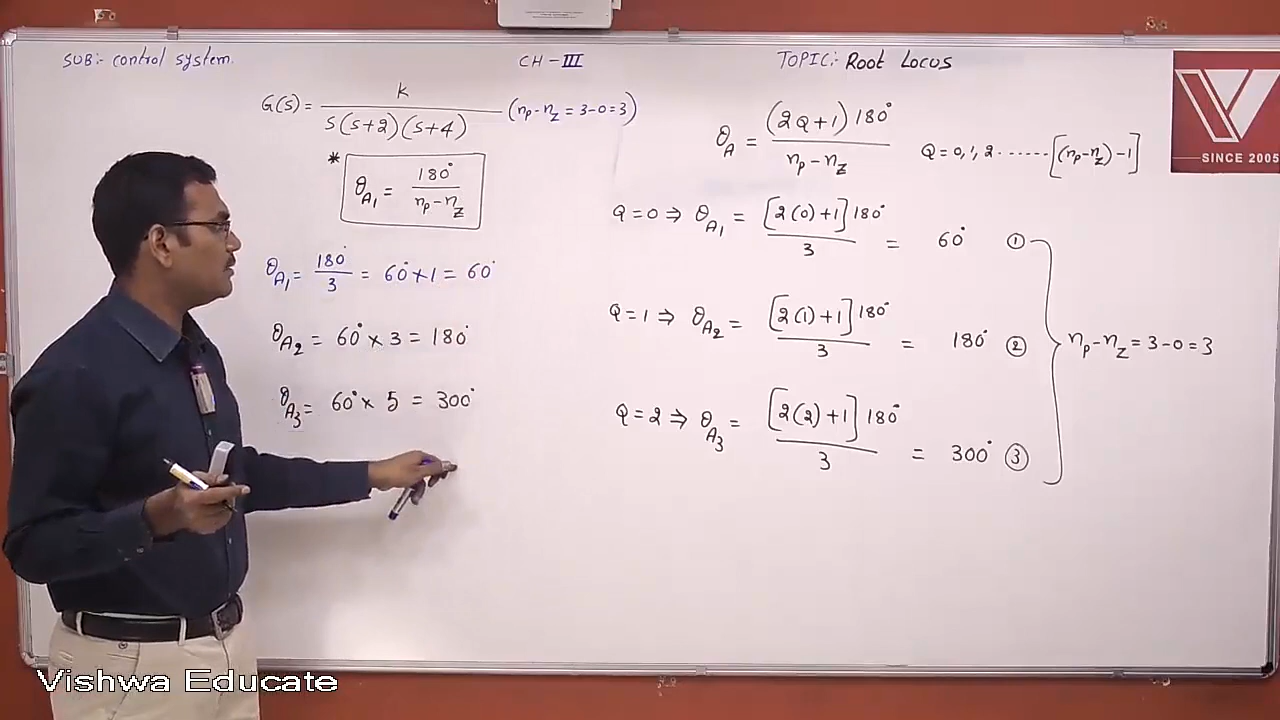 SUB:- control system.
CH - III
TOPIC:- Root Locus
G(s) = K / s(s+2)(s+4) (np - nz = 3-0 = 3)
* θA1 = 180° / np - nz
θA1 = 180° / 3 = 60° × 1 = 60°
θA2 = 60° × 3 = 180°
θA3 = 60° × 5 = 300°
θA = (2Q+1) 180° / np - nz Q = 0, 1, 2 ...... [(np - nz) - 1]
Q = 0 ⇒ θA1 = [2(0)+1] 180° / 3 = 60° ①
Q = 1 ⇒ θA2 = [2(1)+1] 180° / 3 = 180° ②
np - nz = 3-0 = 3
Q = 2 ⇒ θA3 = [2(2)+1] 180° / 3 = 300° ③
SINCE 2005
Vishwa Educate